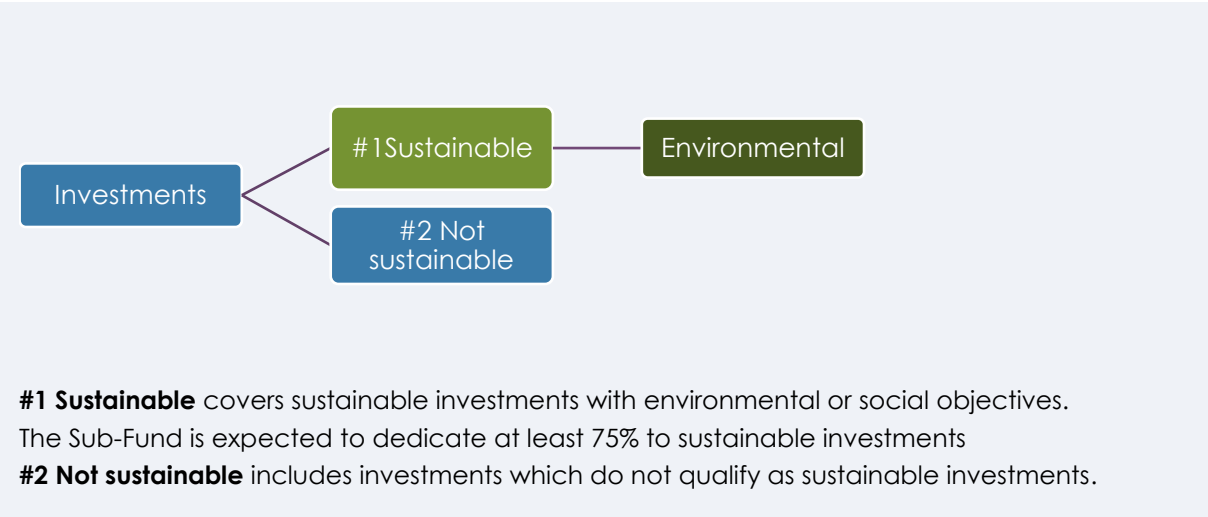 #1Sustainable
Environmental
Investments
#2 Not
sustainable
#1 Sustainable covers sustainable investments with environmental or social objectives.
The Sub-Fund is expected to dedicate at least 75% to sustainable investments
#2 Not sustainable includes investments which do not qualify as sustainable investments.